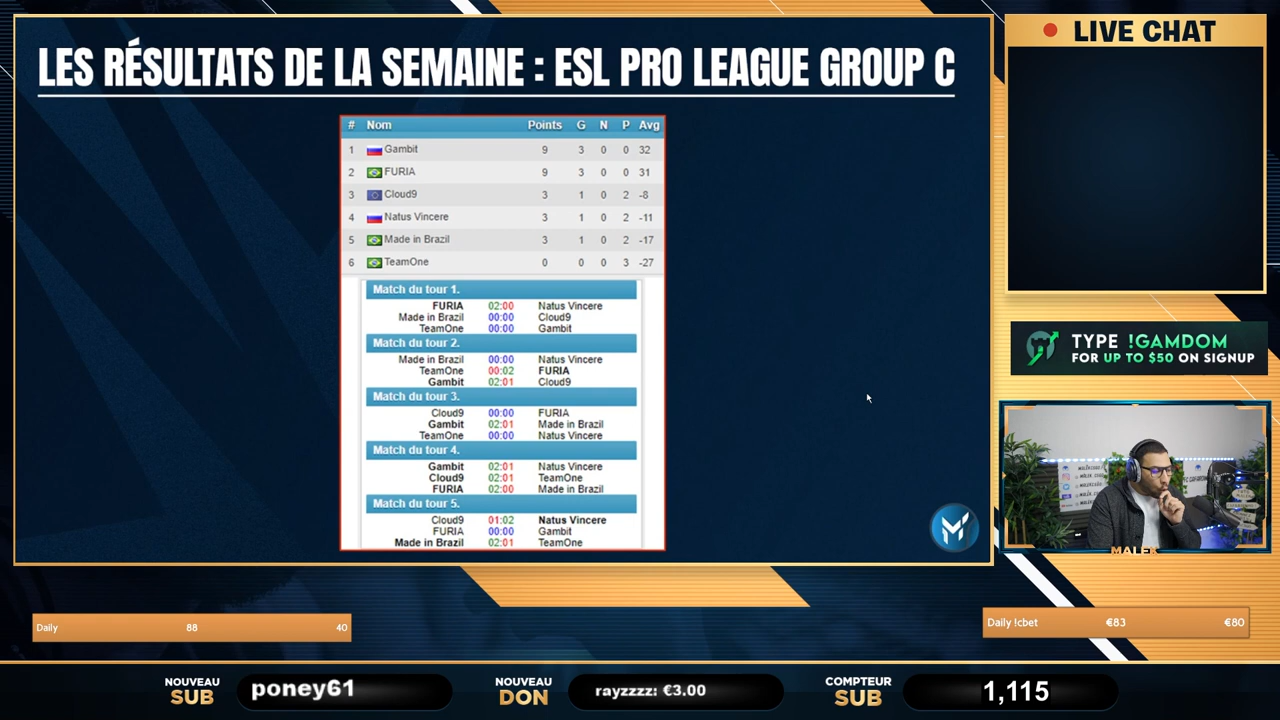 LES RÉSULTATS DE LA SEMAINE : ESL PRO LEAGUE GROUP C
# Nom Points G N P Avg
1 Gambit 9 3 0 0 32
2 FURIA 9 3 0 0 31
3 Cloud9 3 1 0 2 -8
4 Natus Vincere 3 1 0 2 -11
5 Made in Brazil 3 1 0 2 -17
6 TeamOne 0 0 0 3 -27
Match du tour 1.
FURIA 02:00 Natus Vincere
Made in Brazil 00:00 Cloud9
TeamOne 00:00 Gambit
Match du tour 2.
Made in Brazil 00:00 Natus Vincere
TeamOne 00:02 FURIA
Gambit 02:01 Cloud9
Match du tour 3.
Cloud9 00:00 FURIA
Gambit 02:01 Made in Brazil
TeamOne 00:00 Natus Vincere
Match du tour 4.
Gambit 02:01 Natus Vincere
Cloud9 02:01 TeamOne
FURIA 02:00 Made in Brazil
Match du tour 5.
Cloud9 01:02 Natus Vincere
FURIA 00:00 Gambit
Made in Brazil 02:01 TeamOne
LIVE CHAT
TYPE !GAMDOM
FOR UP TO $50 ON SIGNUP
MALEK
Daily 88 40
Daily !cbet €83 €80
NOUVEAU
SUB
poney61
NOUVEAU
DON
rayzzzz: €3.00
COMPTEUR
SUB
1,115